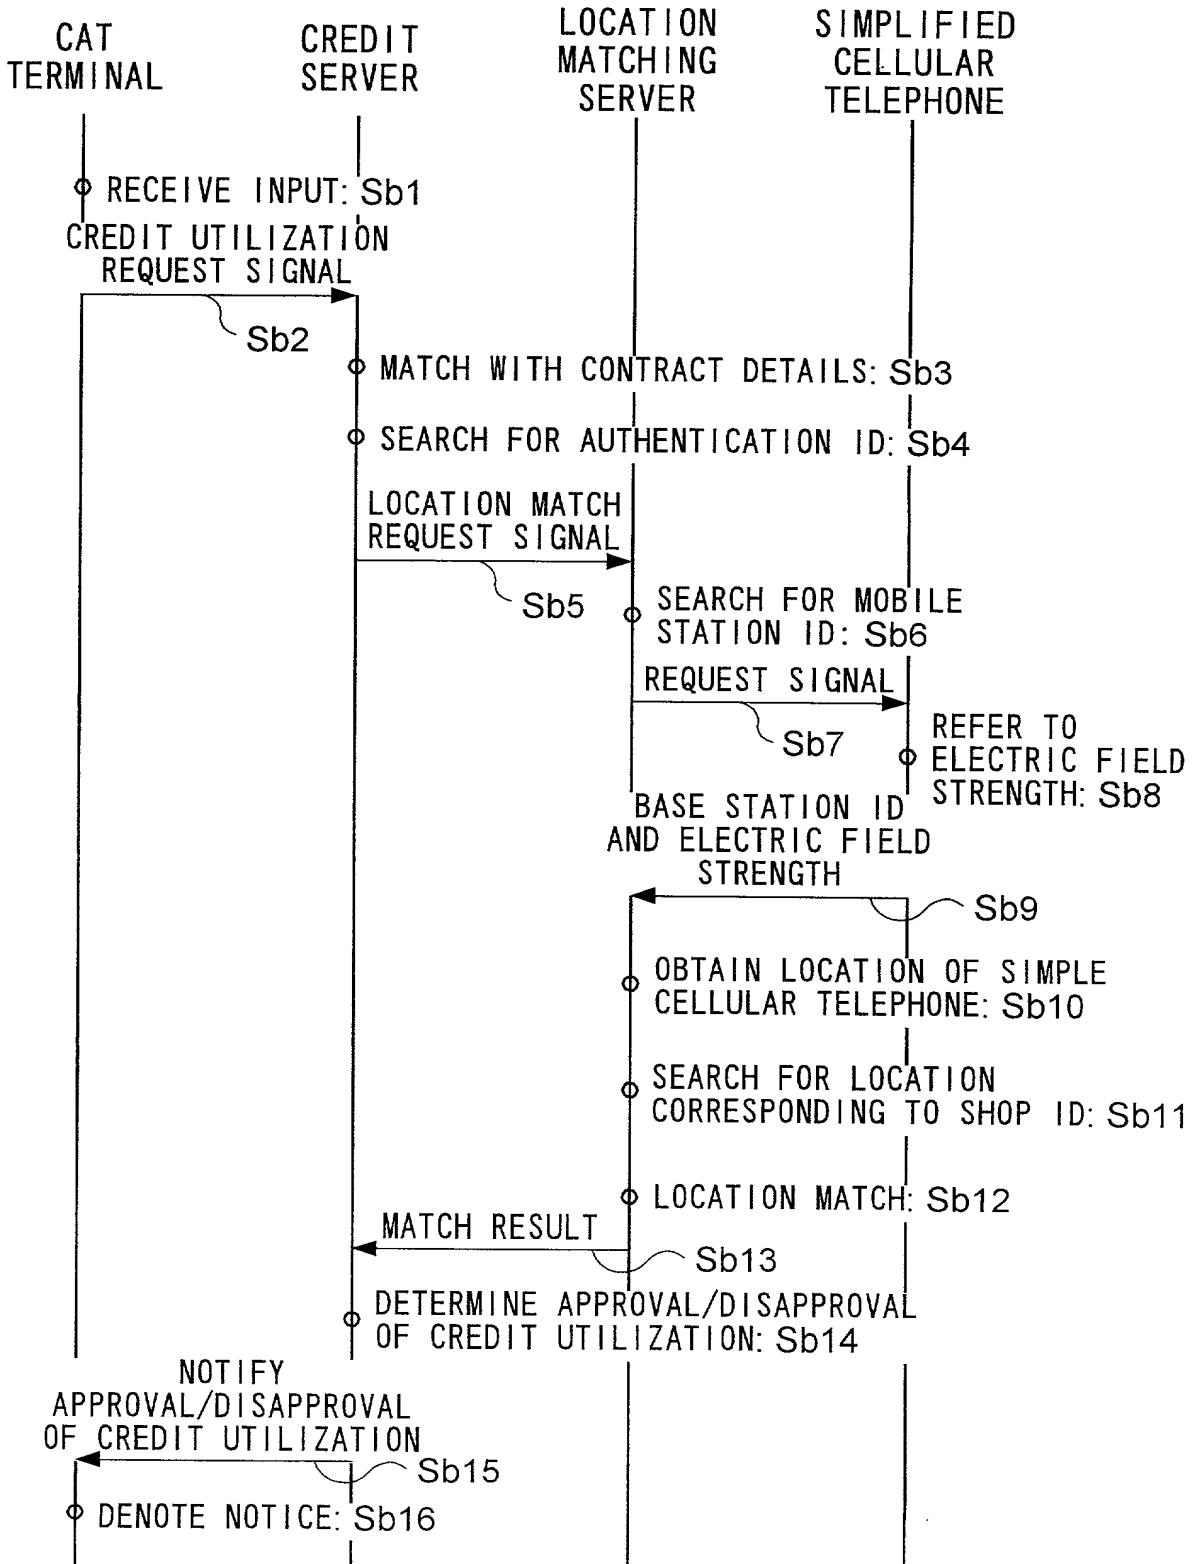 CAT
TERMINAL
CREDIT
SERVER
LOCATION
MATCHING
SERVER
SIMPLIFIED
CELLULAR
TELEPHONE
RECEIVE INPUT: Sb1
CREDIT UTILIZATION
REQUEST SIGNAL
Sb2
MATCH WITH CONTRACT DETAILS: Sb3
SEARCH FOR AUTHENTICATION ID: Sb4
LOCATION MATCH
REQUEST SIGNAL
Sb5
SEARCH FOR MOBILE
STATION ID: Sb6
REQUEST SIGNAL
Sb7
REFER TO
ELECTRIC FIELD
STRENGTH: Sb8
BASE STATION ID
AND ELECTRIC FIELD
STRENGTH
Sb9
OBTAIN LOCATION OF SIMPLE
CELLULAR TELEPHONE: Sb10
SEARCH FOR LOCATION
CORRESPONDING TO SHOP ID: Sb11
LOCATION MATCH: Sb12
MATCH RESULT
Sb13
DETERMINE APPROVAL/DISAPPROVAL
OF CREDIT UTILIZATION: Sb14
NOTIFY
APPROVAL/DISAPPROVAL
OF CREDIT UTILIZATION
Sb15
DENOTE NOTICE: Sb16